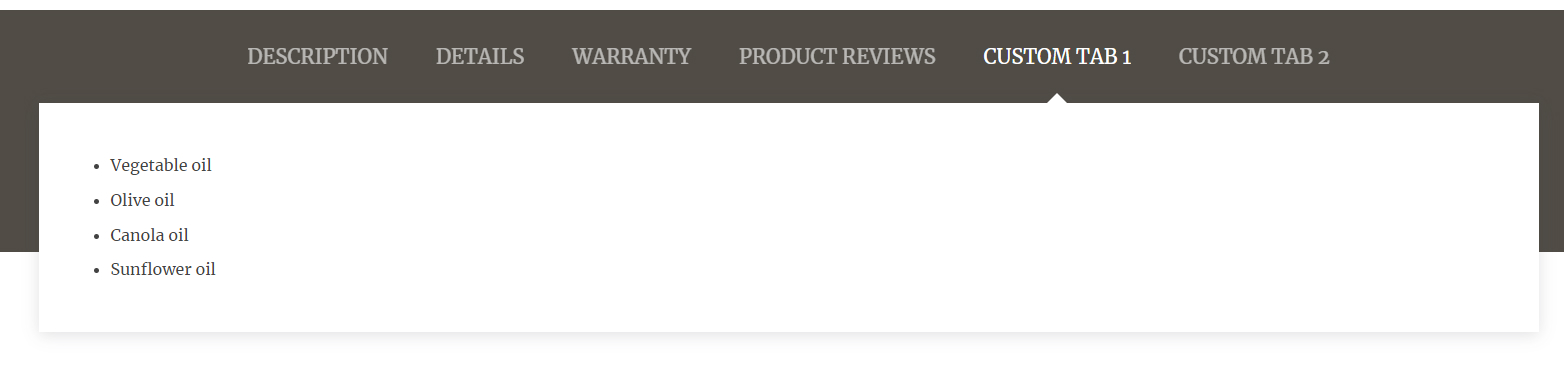 DESCRIPTION DETAILS WARRANTY PRODUCT REVIEWS CUSTOM TAB 1 CUSTOM TAB 2
• Vegetable oil
• Olive oil
• Canola oil
• Sunflower oil